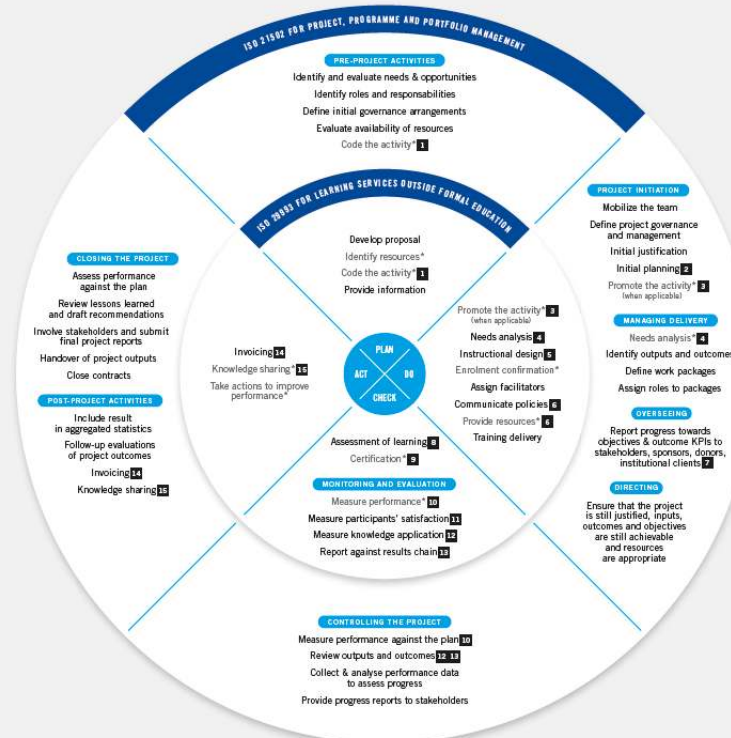 ISO 21502 FOR PROJECT, PROGRAMME AND PORTFOLIO MANAGEMENT
PRE-PROJECT ACTIVITIES
Identify and evaluate needs & opportunities
Identify roles and responsabilities
Define initial governance arrangements
Evaluate availability of resources
Code the activity* 1
ISO 29993 FOR LEARNING SERVICES OUTSIDE FORMAL EDUCATION
Develop proposal
Identify resources*
Code the activity* 1
Provide information
PROJECT INITIATION
Mobilize the team
Define project governance
and management
Initial justification
Initial planning 2
Promote the activity* 3
(when applicable)
MANAGING DELIVERY
Needs analysis* 4
Identify outputs and outcomes
Define work packages
Assign roles to packages
OVERSEEING
Report progress towards
objectives & outcome KPIs to
stakeholders, sponsors, donors,
institutional clients 7
DIRECTING
Ensure that the project
is still justified, inputs,
outcomes and objectives
are still achievable
and resources
are appropriate
Promote the activity* 3
(when applicable)
Needs analysis 4
Instructional design 5
Enrolment confirmation*
Assign facilitators
Communicate policies 6
Provide resources* 6
Training delivery
PLAN
DO
CHECK
ACT
Assessment of learning 8
Certification* 9
MONITORING AND EVALUATION
Measure performance* 10
Measure participants' satisfaction 11
Measure knowledge application 12
Report against results chain 13
CONTROLLING THE PROJECT
Measure performance against the plan 10
Review outputs and outcomes 12 13
Collect & analyse performance data
to assess progress
Provide progress reports to stakeholders
Invoicing 14
Knowledge sharing* 15
Take actions to improve
performance*
CLOSING THE PROJECT
Assess performance
against the plan
Review lessons learned
and draft recommendations
Involve stakeholders and submit
final project reports
Handover of project outputs
Close contracts
POST-PROJECT ACTIVITIES
Include result
in aggregated statistics
Follow-up evaluations
of project outcomes
Invoicing 14
Knowledge sharing 15